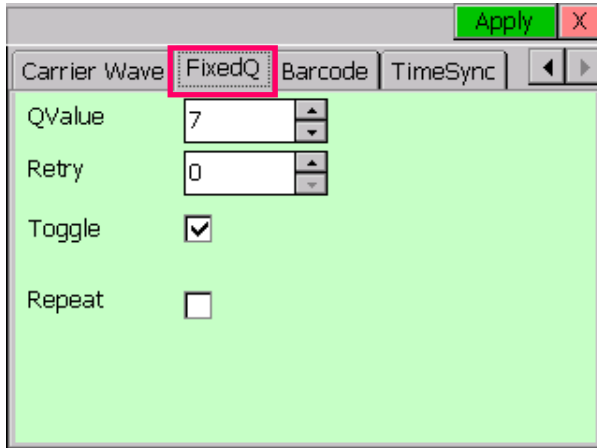 Apply X
Carrier Wave FixedQ Barcode TimeSync
QValue 7
Retry 0
Toggle
Repeat